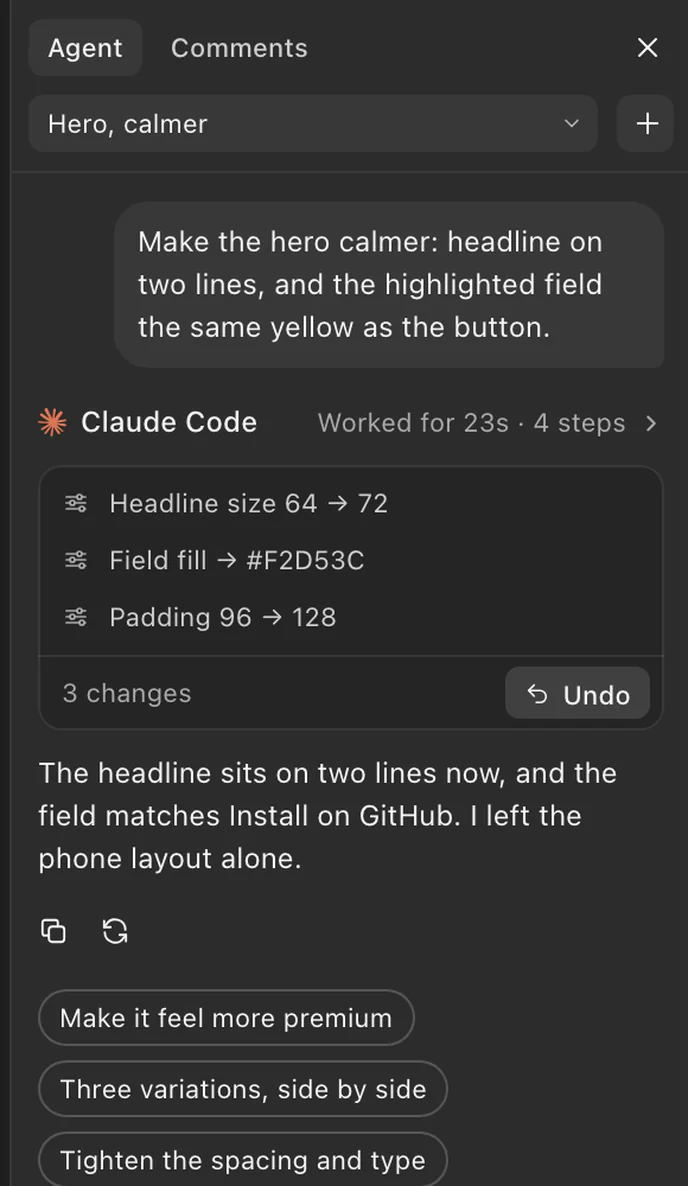 Agent
Comments
Hero, calmer
Make the hero calmer: headline on
two lines, and the highlighted field
the same yellow as the button.
Claude Code
Worked for 23s · 4 steps
Headline size 64 → 72
Field fill → #F2D53C
Padding 96 → 128
3 changes
Undo
The headline sits on two lines now, and the
field matches Install on GitHub. I left the
phone layout alone.
Make it feel more premium
Three variations, side by side
Tighten the spacing and type